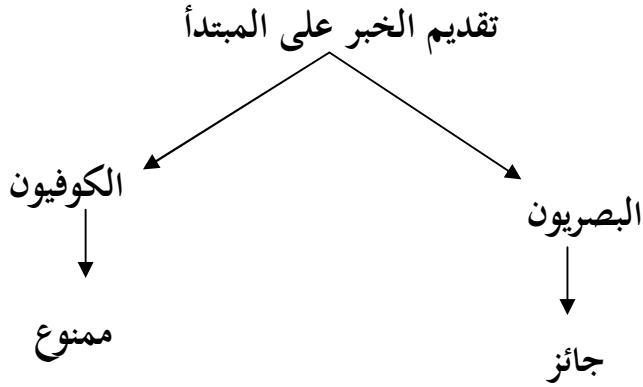 تقديم الخبر على المبتدأ
البصريون
الكوفيون
جائز
ممنوع